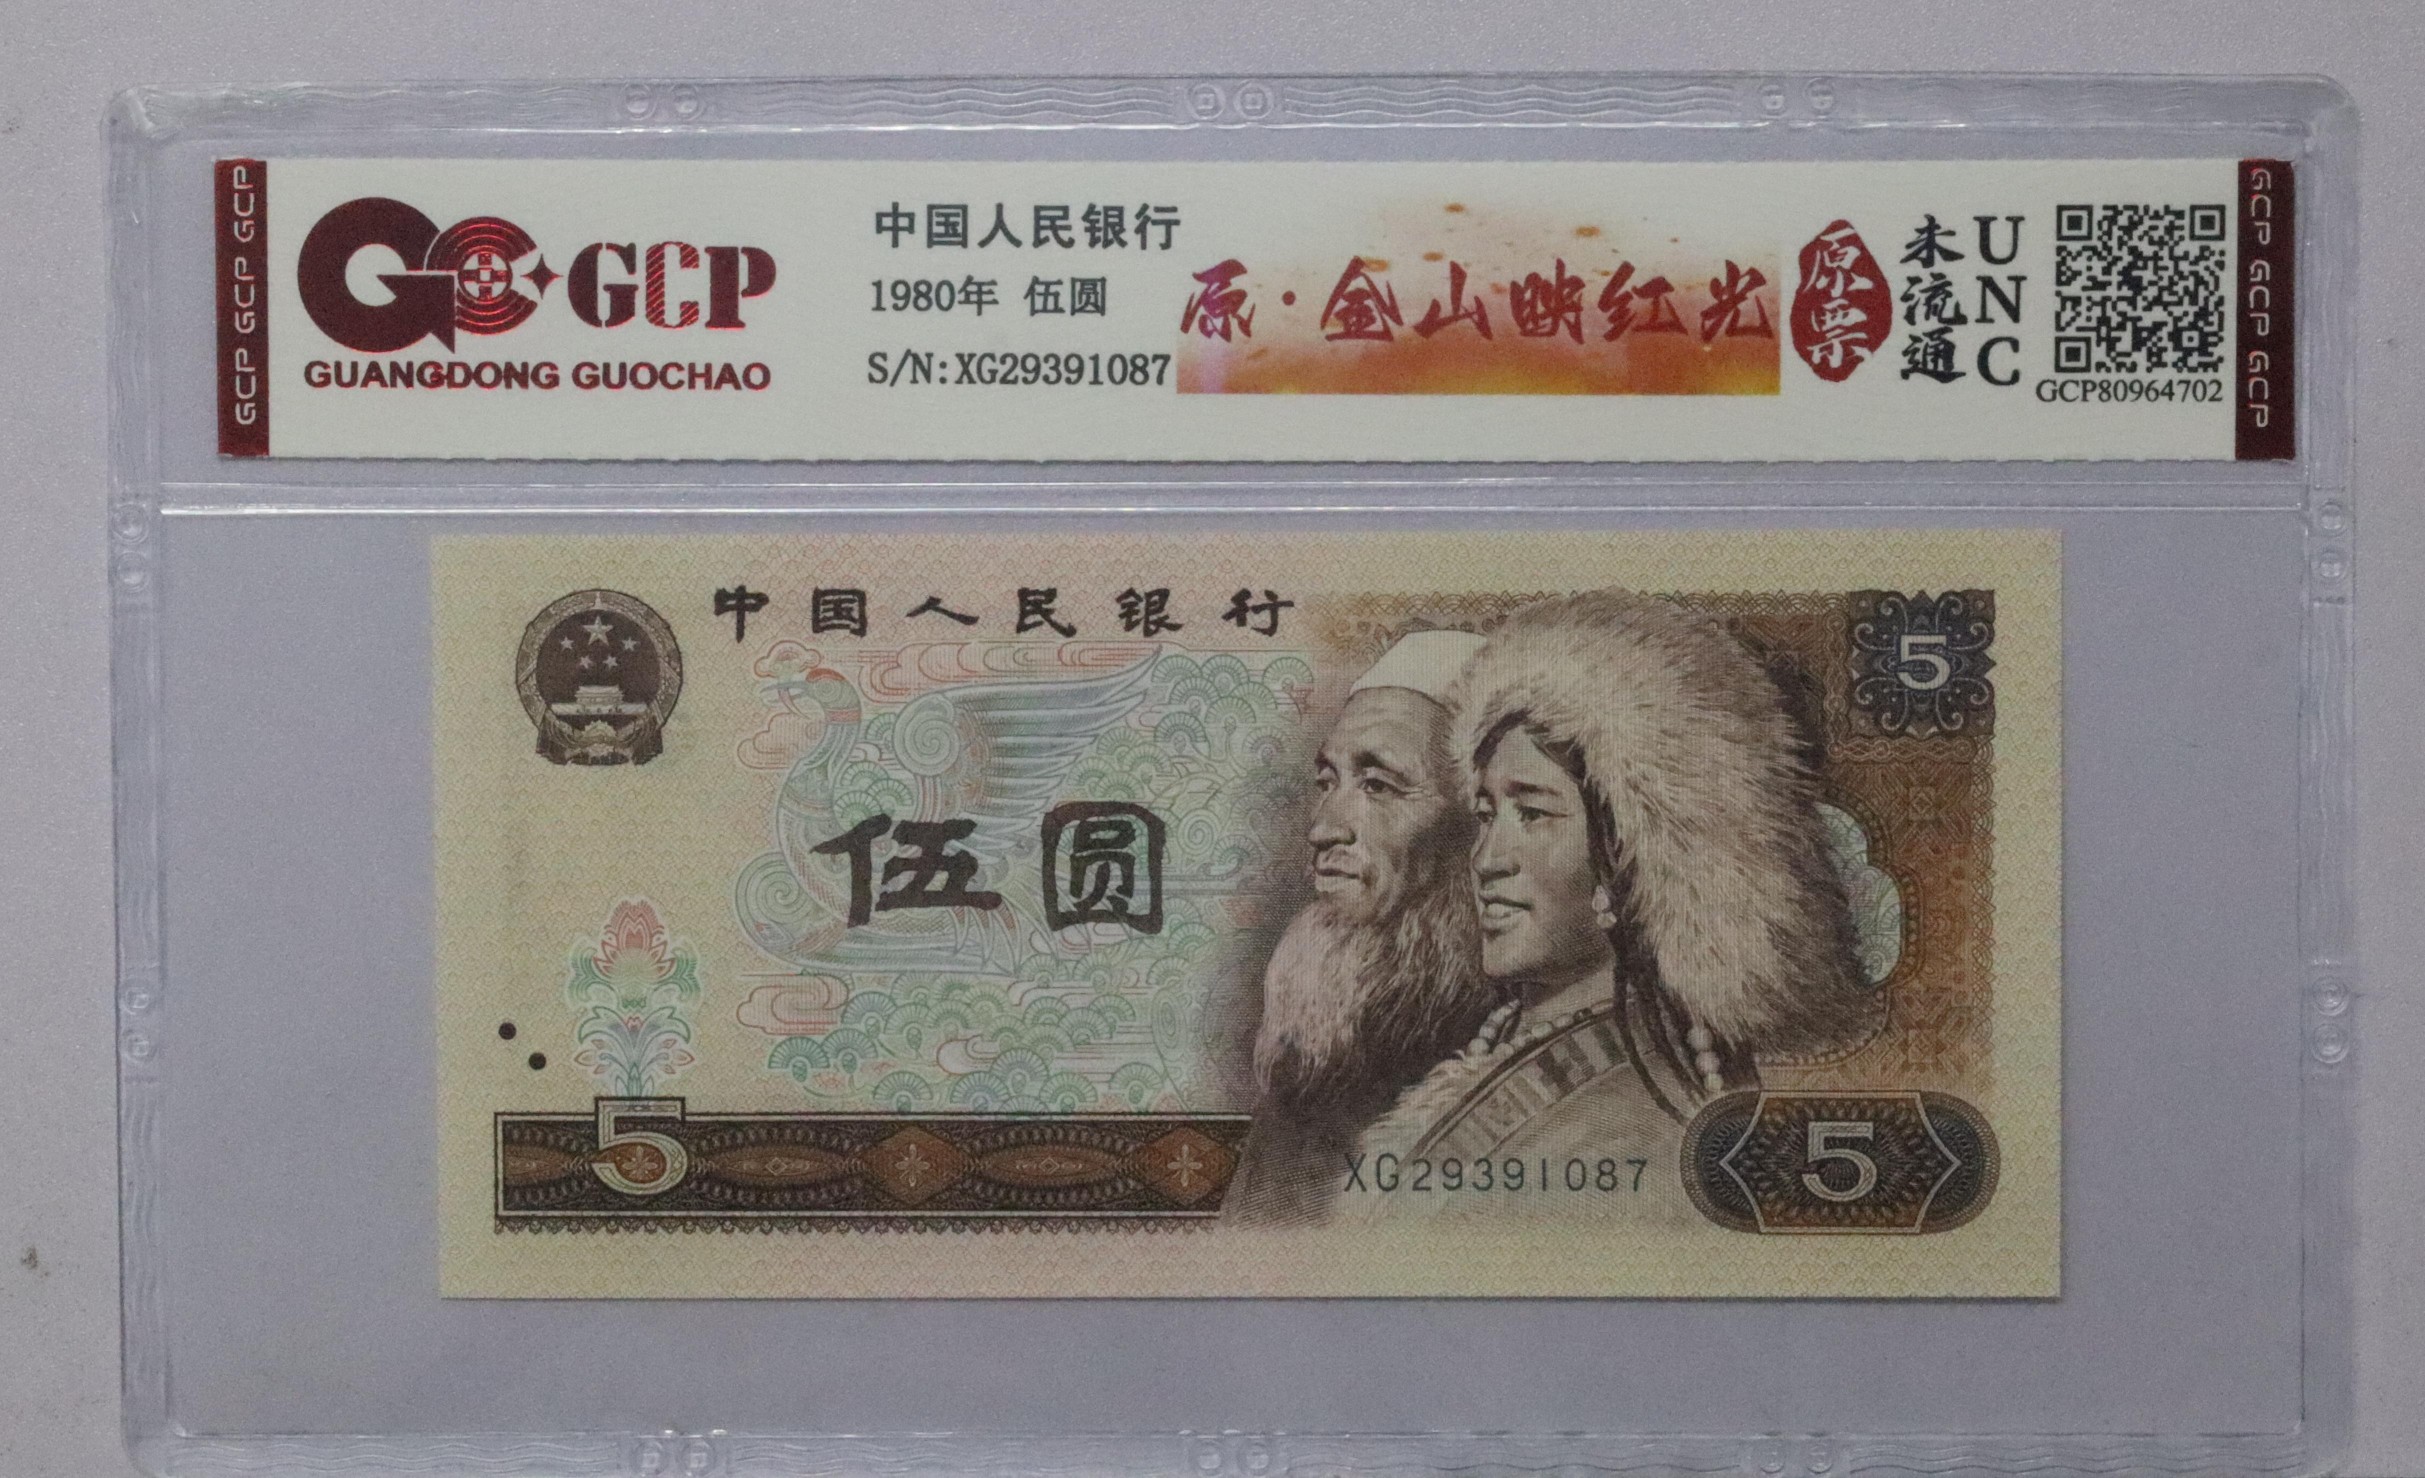 GCP GCP GCP
GC GCP
GUANGDONG GUOCHAO
中国人民银行
1980年 伍圆
S/N:XG29391087
原·金山映红光
原票
未流通
UNC
GCP80964702
GCP GCP GCP
中国人民银行
5
伍圆
5
XG29391087
5